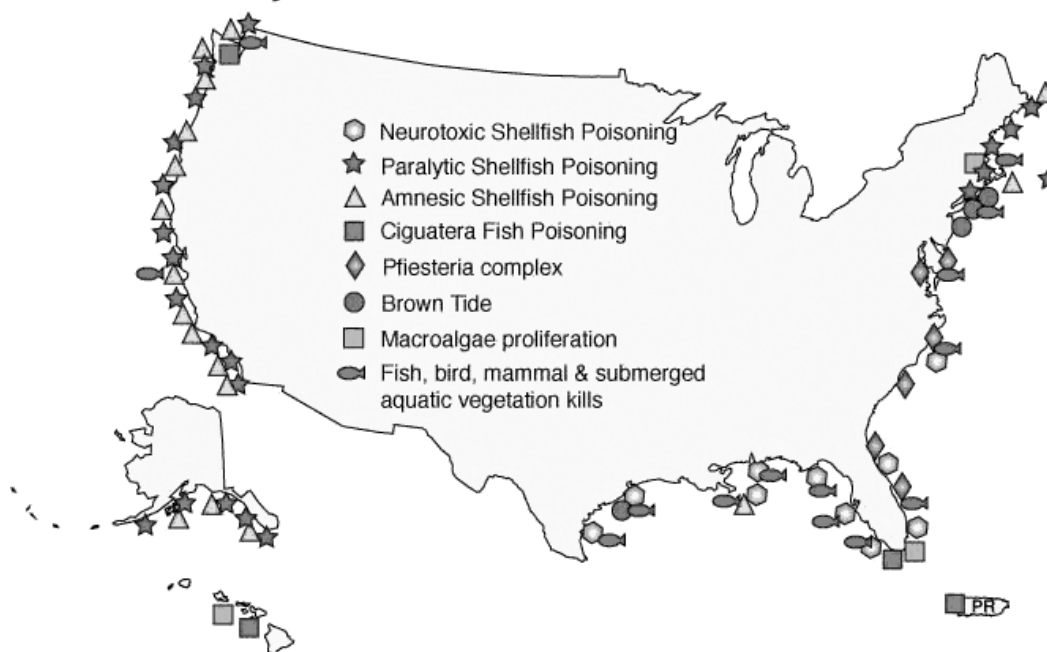 Neurotoxic Shellfish Poisoning
Paralytic Shellfish Poisoning
Amnesic Shellfish Poisoning
Ciguatera Fish Poisoning
Pfiesteria complex
Brown Tide
Macroalgae proliferation
Fish, bird, mammal & submerged
aquatic vegetation kills
PR